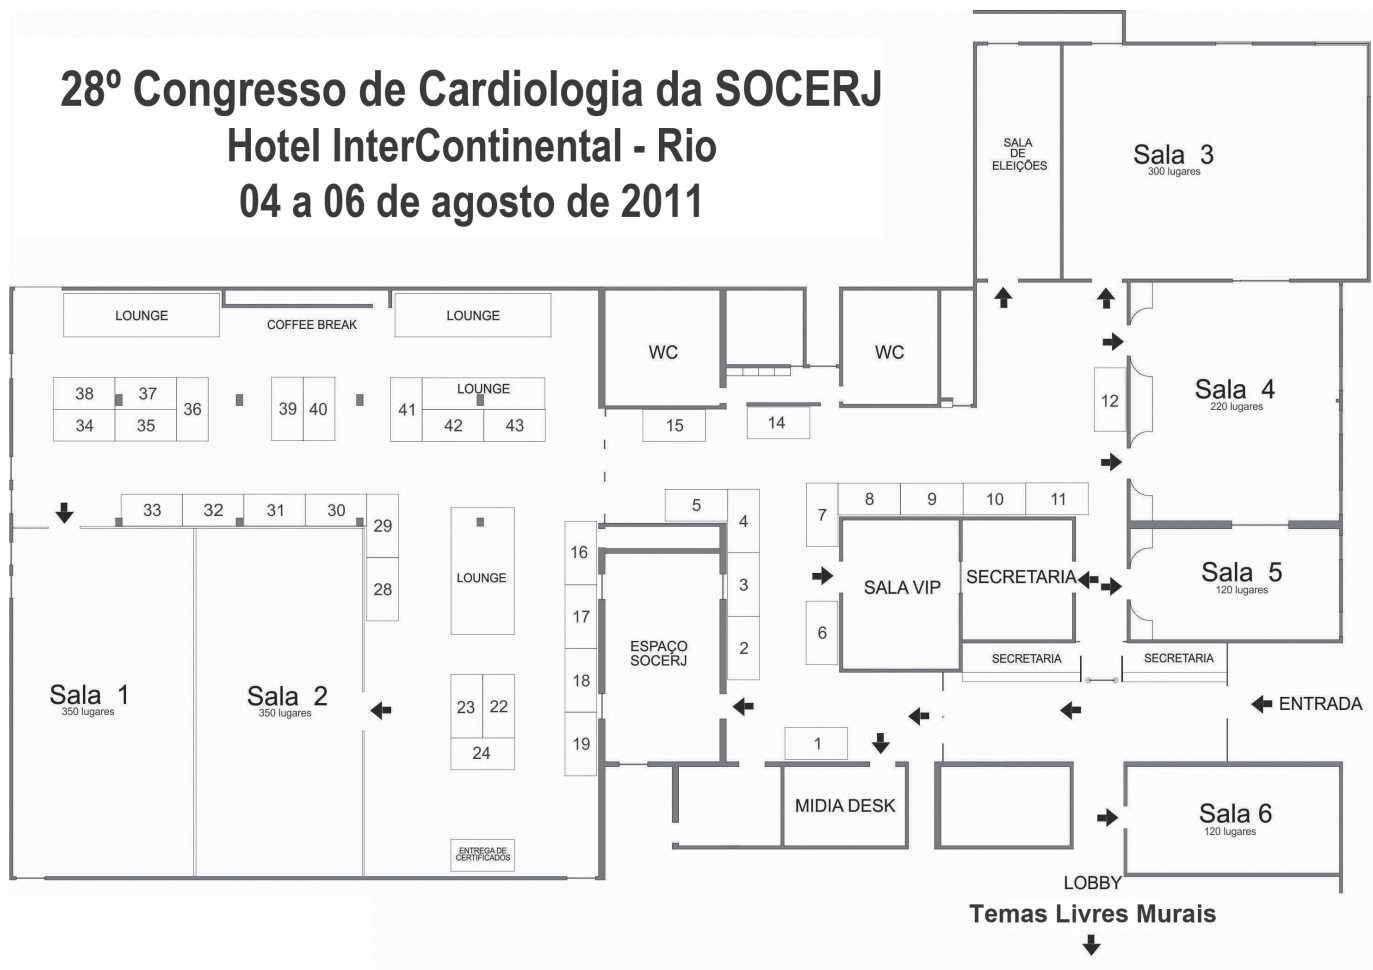 28º Congresso de Cardiologia da SOCERJ
Hotel InterContinental - Rio
04 a 06 de agosto de 2011
SALA
DE
ELEIÇÕES
Sala 3
300 lugares
LOUNGE
COFFEE BREAK
LOUNGE
WC
WC
38
37
36
39
40
41
LOUNGE
34
35
42
43
15
14
12
Sala 4
220 lugares
33
32
31
30
29
28
5
4
7
8
9
10
11
16
LOUNGE
3
SALA VIP
SECRETARIA
Sala 5
120 lugares
17
ESPAÇO
SOCERJ
2
6
SECRETARIA
SECRETARIA
Sala 1
350 lugares
Sala 2
350 lugares
18
23
22
24
19
1
ENTRADA
MIDIA DESK
Sala 6
120 lugares
ENTREGA DE
CERTIFICADOS
LOBBY
Temas Livres Murais